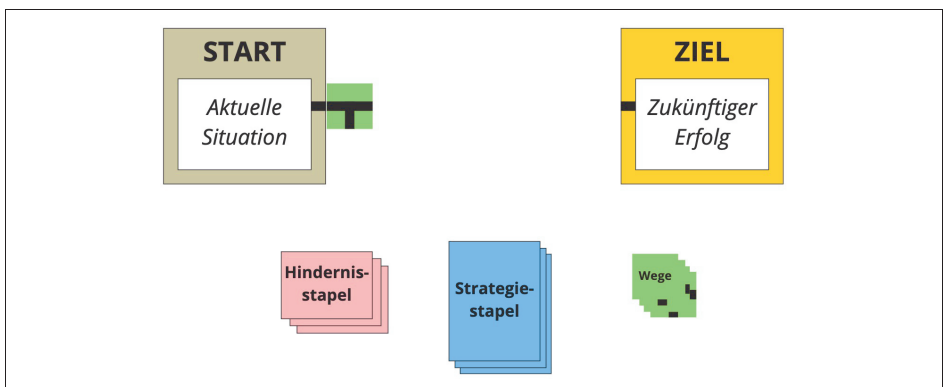 START
Aktuelle
Situation
ZIEL
Zukünftiger
Erfolg
Hindernis-
stapel
Strategie-
stapel
Wege